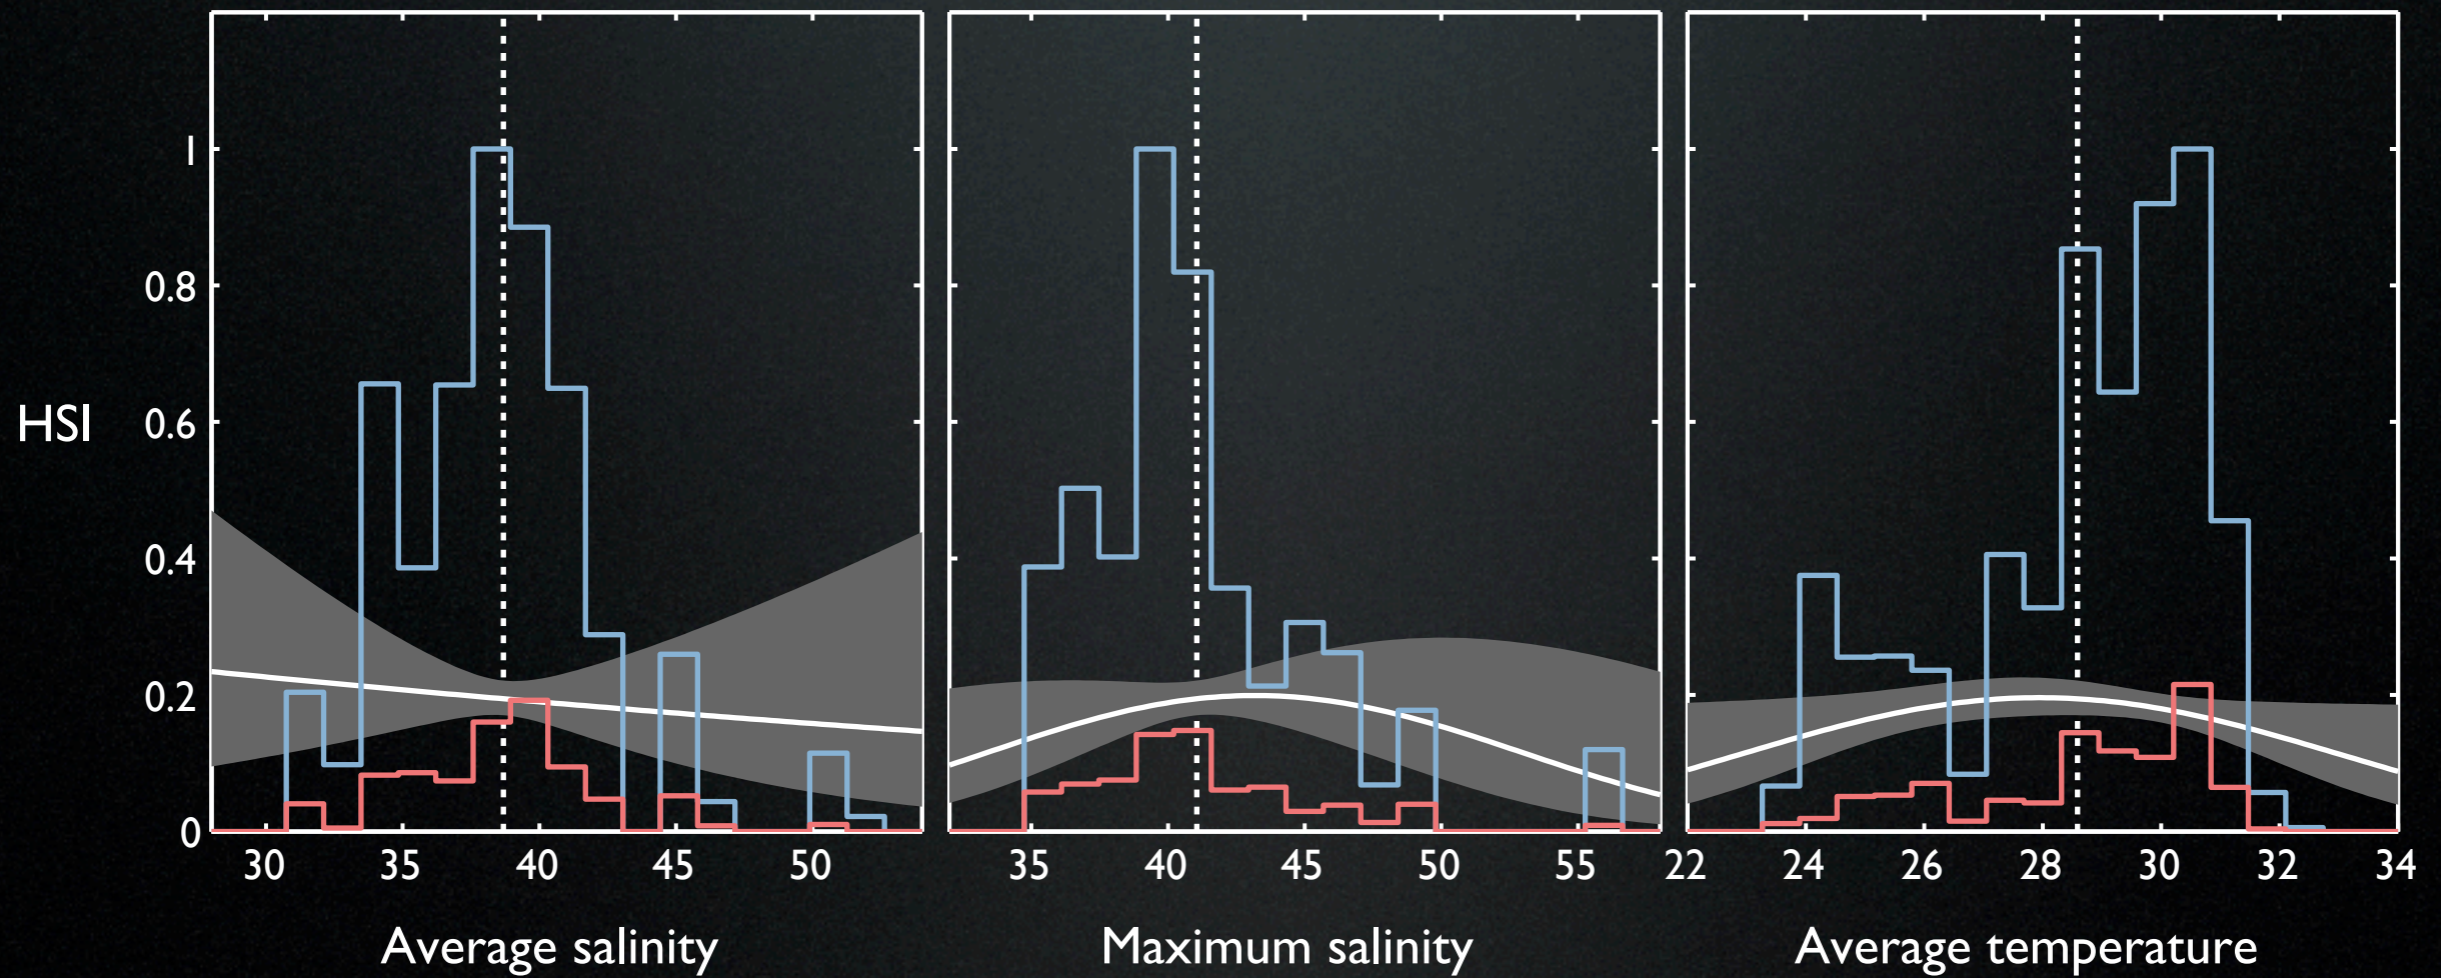 HSI
1
0.8
0.6
0.4
0.2
0
30 35 40 45 50
35 40 45 50 55
22 24 26 28 30 32 34
Average salinity
Maximum salinity
Average temperature